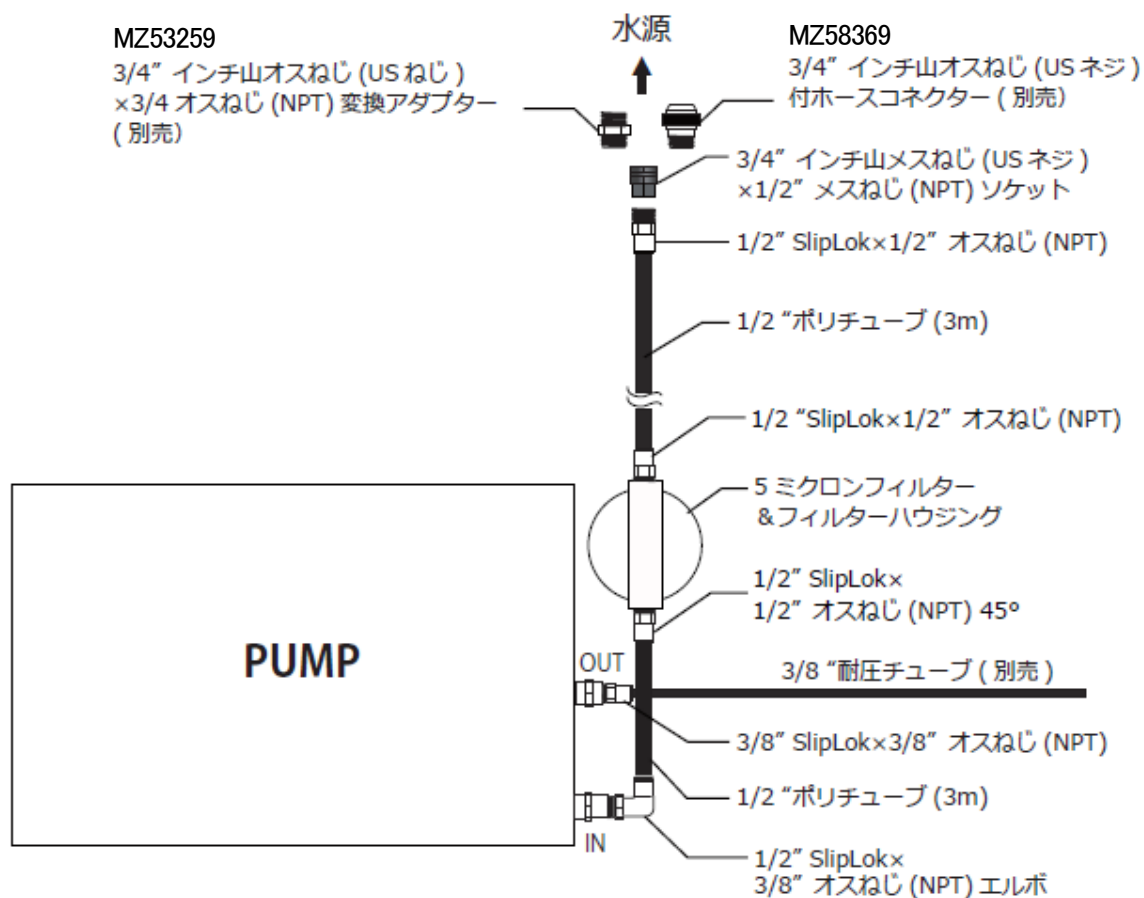 水源
MZ53259
3/4” インチ山オスねじ (US ねじ )
×3/4 オスねじ (NPT) 変換アダプター
( 別売)
MZ58369
3/4” インチ山オスねじ (US ネジ )
付ホースコネクター ( 別売)
3/4” インチ山メスねじ (US ネジ )
×1/2” メスねじ (NPT) ソケット
1/2” SlipLok×1/2” オスねじ (NPT)
1/2 “ポリチューブ (3m)
1/2 “SlipLok×1/2” オスねじ (NPT)
5 ミクロンフィルター
&フィルターハウジング
1/2” SlipLok×
1/2” オスねじ (NPT) 45°
PUMP
OUT
3/8 “耐圧チューブ ( 別売 )
3/8” SlipLok×3/8” オスねじ (NPT)
1/2 “ポリチューブ (3m)
IN
1/2” SlipLok×
3/8” オスねじ (NPT) エルボ